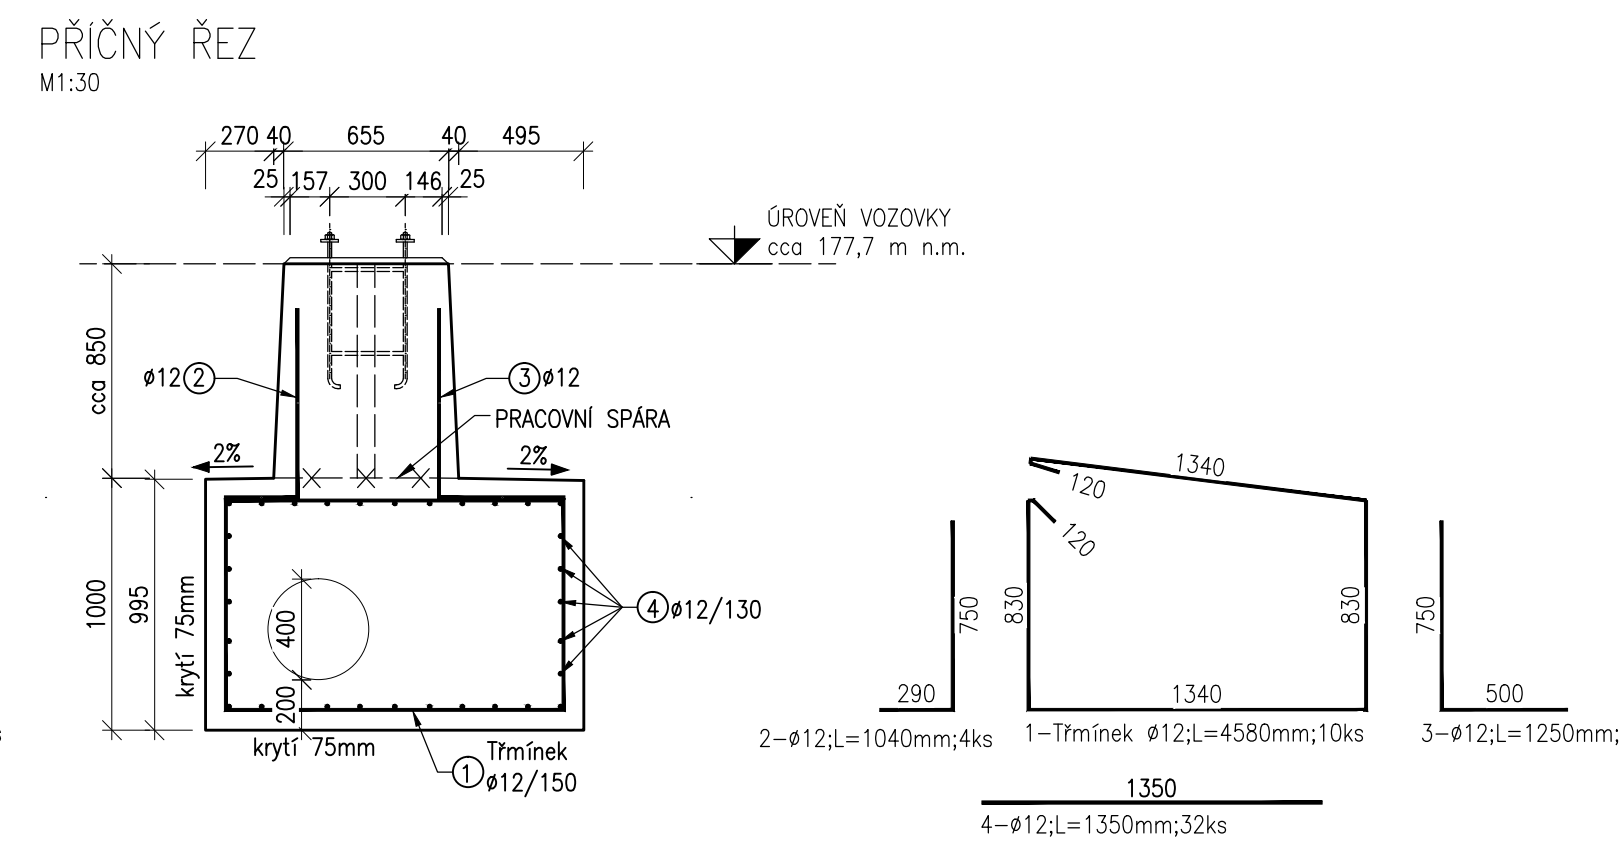 PŘÍČNÝ ŘEZ
M1:30
270 40 655 40 495
25 157 300 146 25
ÚROVEŇ VOZOVKY
cca 177,7 m n.m.
cca 850
ø12 2
3 ø12
PRACOVNÍ SPÁRA
2%
2%
1340
120
120
1000
995
krytí 75mm
400
200
4 ø12/130
750
830
830
750
290
1340
500
krytí 75mm
Třmínek
1 ø12/150
2-ø12;L=1040mm;4ks
1-Třmínek ø12;L=4580mm;10ks
3-ø12;L=1250mm;
1350
4-ø12;L=1350mm;32ks